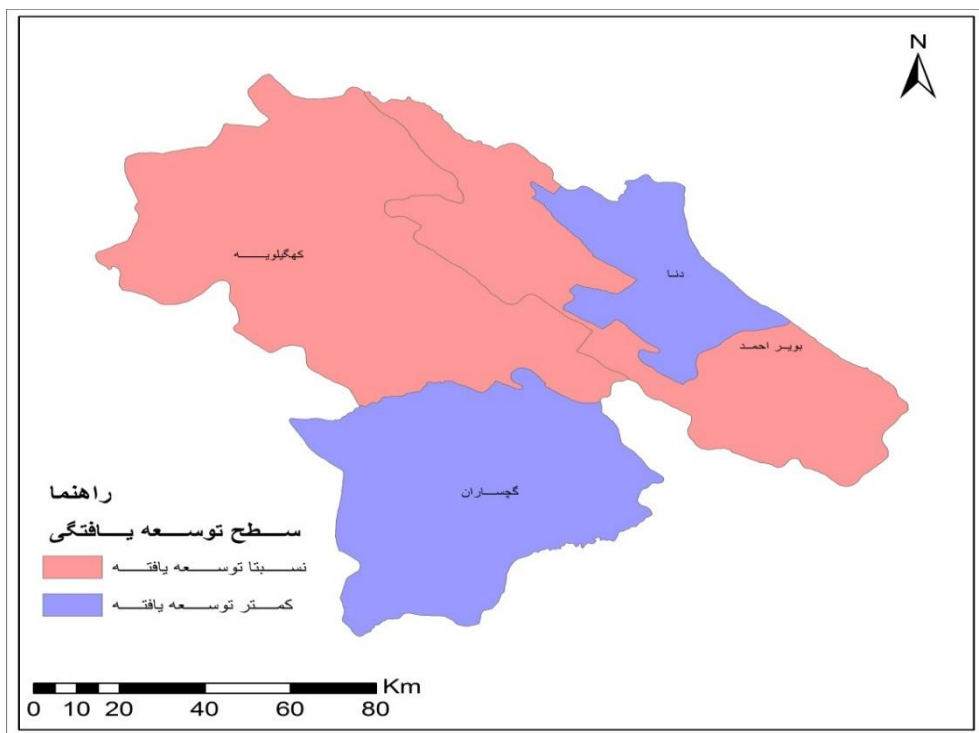 N
کهگیلویه
دنا
بویر احمد
گچساران
راهنما
سطح توسعه یافتگی
نسبتا توسعه یافته
کمتر توسعه یافته
Km
0 10 20 40 60 80